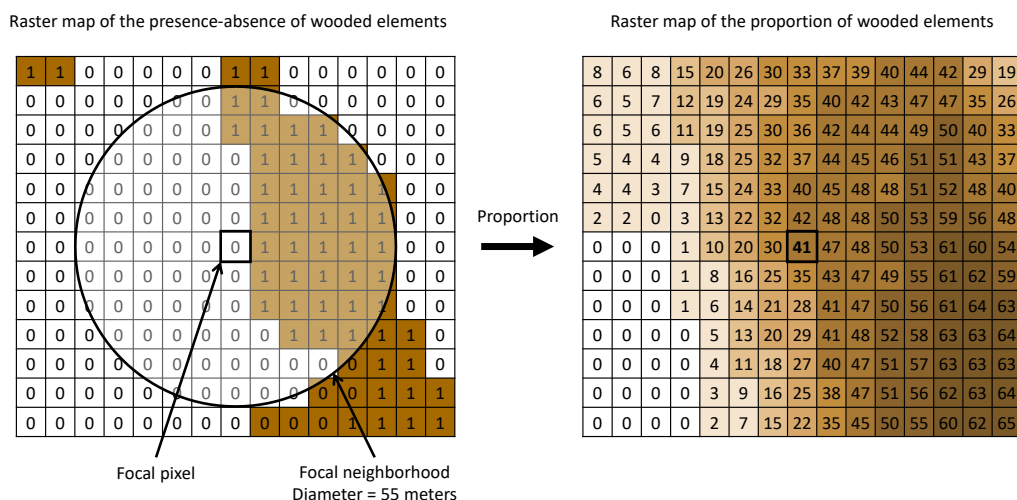 Raster map of the presence-absence of wooded elements
1 1 0 0 0 0 0 1 1 0 0 0 0 0 0
0 0 0 0 0 0 0 1 1 0 0 0 0 0 0
0 0 0 0 0 0 0 1 1 1 1 0 0 0 0
0 0 0 0 0 0 0 0 1 1 1 1 0 0 0
0 0 0 0 0 0 0 0 1 1 1 1 1 0 0
0 0 0 0 0 0 0 0 1 1 1 1 1 0 0
0 0 0 0 0 0 0 0 1 1 1 1 1 0 0
0 0 0 0 0 0 0 0 1 1 1 1 1 0 0
0 0 0 0 0 0 0 0 1 1 1 1 1 0 0
0 0 0 0 0 0 0 0 0 1 1 1 1 1 0
0 0 0 0 0 0 0 0 0 0 0 0 1 1 0
0 0 0 0 0 0 0 0 0 0 0 0 1 1 1
0 0 0 0 0 0 0 0 0 0 0 1 1 1 1
Focal pixel
Focal neighborhood
Diameter = 55 meters
Proportion
Raster map of the proportion of wooded elements
8 6 8 15 20 26 30 33 37 39 40 44 42 29 19
6 5 7 12 19 24 29 35 40 42 43 47 47 35 26
6 5 6 11 19 25 30 36 42 44 44 49 50 40 33
5 4 4 9 18 25 32 37 44 45 46 51 51 43 37
4 4 3 7 15 24 33 40 45 48 48 51 52 48 40
2 2 0 3 13 22 32 42 48 48 50 53 59 56 48
0 0 0 1 10 20 30 41 47 48 50 53 61 60 54
0 0 0 1 8 16 25 35 43 47 49 55 61 62 59
0 0 0 1 6 14 21 28 41 47 50 56 61 64 63
0 0 0 0 5 13 20 29 41 48 52 58 63 63 64
0 0 0 0 4 11 18 27 40 47 51 57 63 63 63
0 0 0 0 3 9 16 25 38 47 51 56 62 63 64
0 0 0 0 2 7 15 22 35 45 50 55 60 62 65